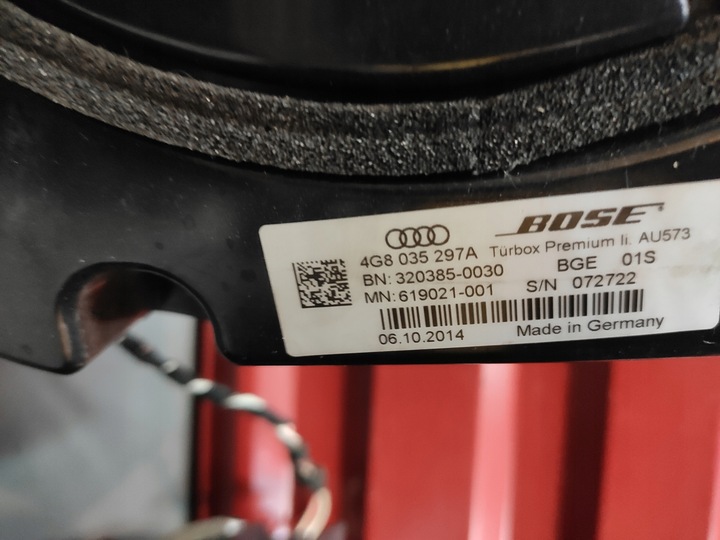 BOSE
4G8 035 297A Türbox Premium li. AU573
BN: 320385-0030 BGE 01S
MN: 619021-001 S/N 072722
06.10.2014 Made in Germany